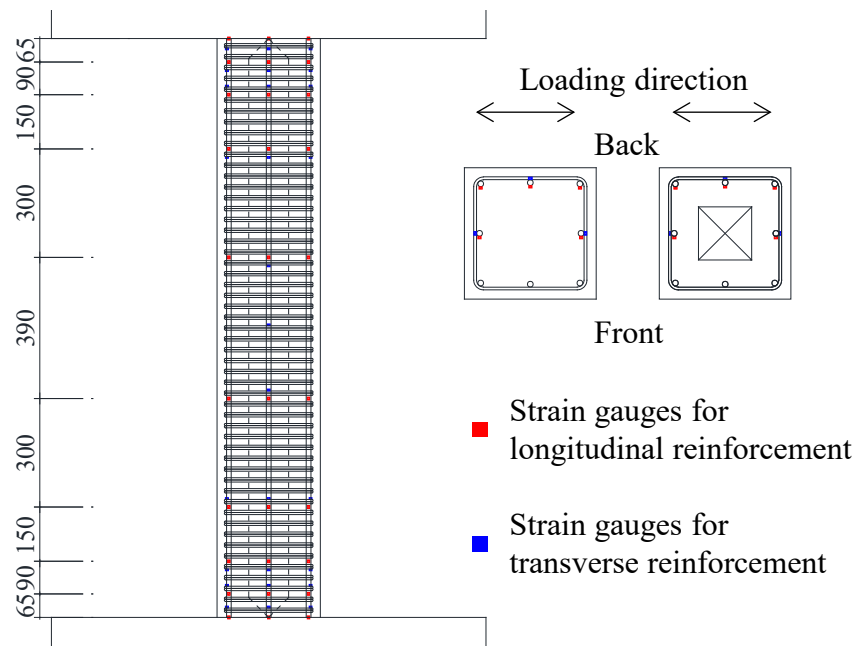 65
90
150
300
390
300
150
90
65
Loading direction
Back
Front
Strain gauges for
longitudinal reinforcement
Strain gauges for
transverse reinforcement